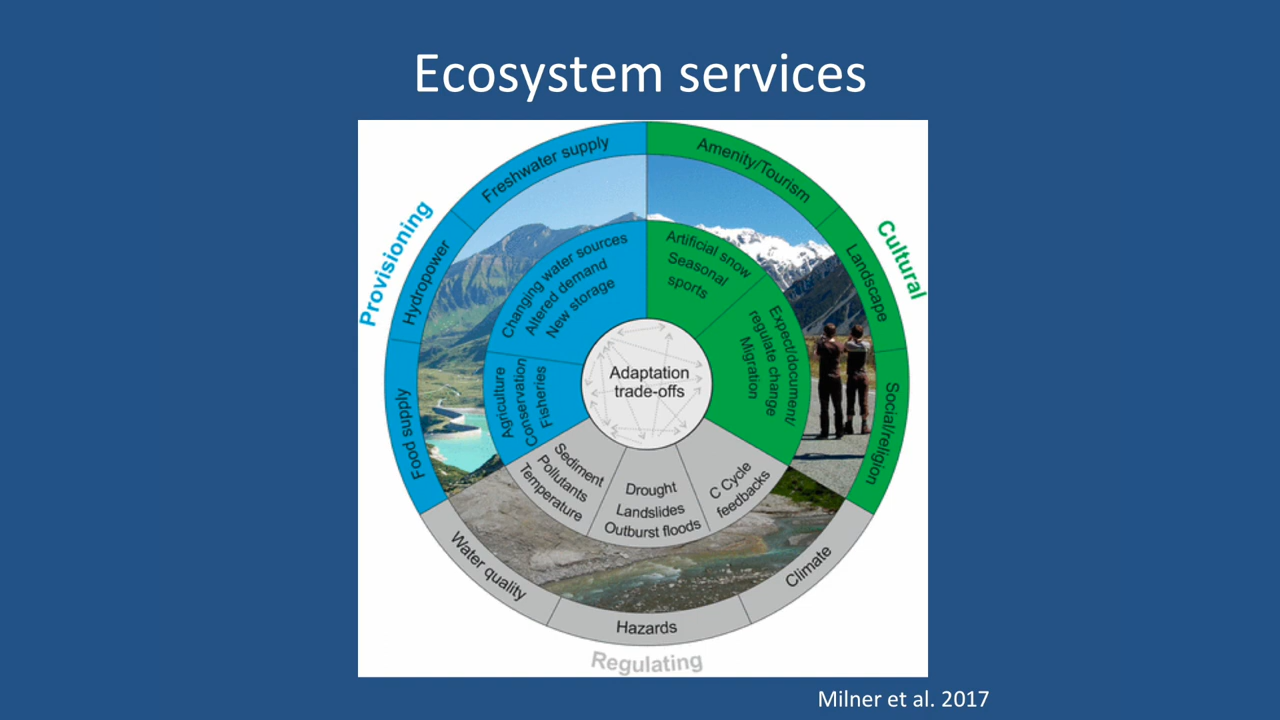 Ecosystem services
Provisioning
Freshwater supply
Hydropower
Food supply
Changing water sources
Altered demand
New storage
Agriculture
Conservation
Fisheries
Cultural
Amenity/Tourism
Landscape
Social/religion
Artificial snow
Seasonal
sports
Expect/document/
regulate change
Migration
Adaptation
trade-offs
Sediment
Pollutants
Temperature
Drought
Landslides
Outburst floods
C Cycle
feedbacks
Water quality
Hazards
Climate
Regulating
Milner et al. 2017